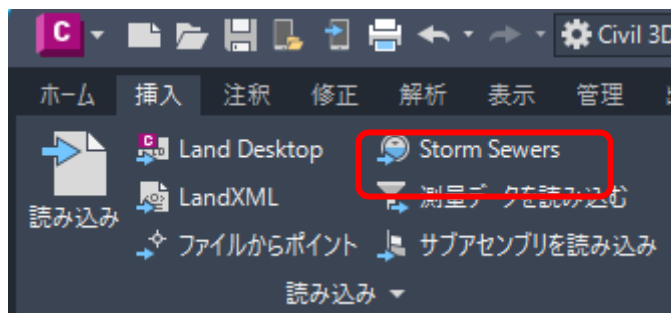 C Civil 3D
ホーム 挿入 注釈 修正 解析 表示 管理
読み込み
Land Desktop
LandXML
ファイルからポイント
Storm Sewers
測量データを読み込む
サブアセンブリを読み込み
読み込み